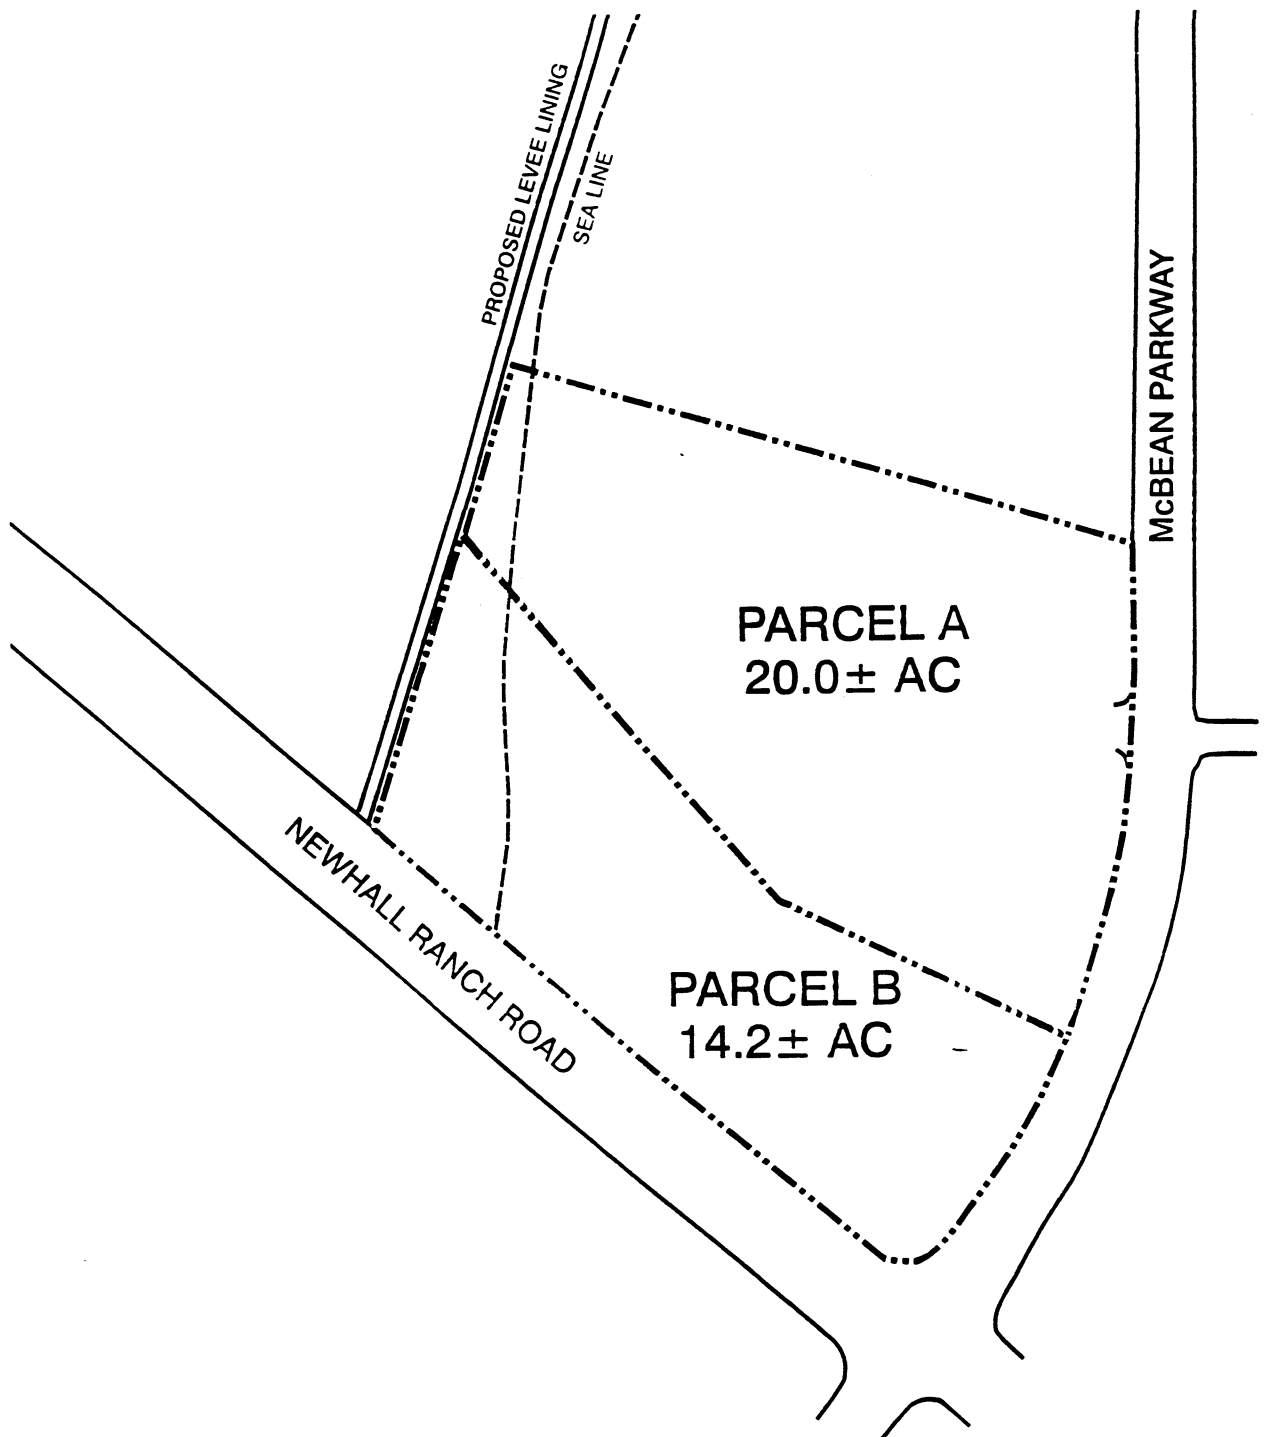 PROPOSED LEVEE LINING
SEA LINE
McBEAN PARKWAY
PARCEL A
20.0± AC
NEWHALL RANCH ROAD
PARCEL B
14.2± AC